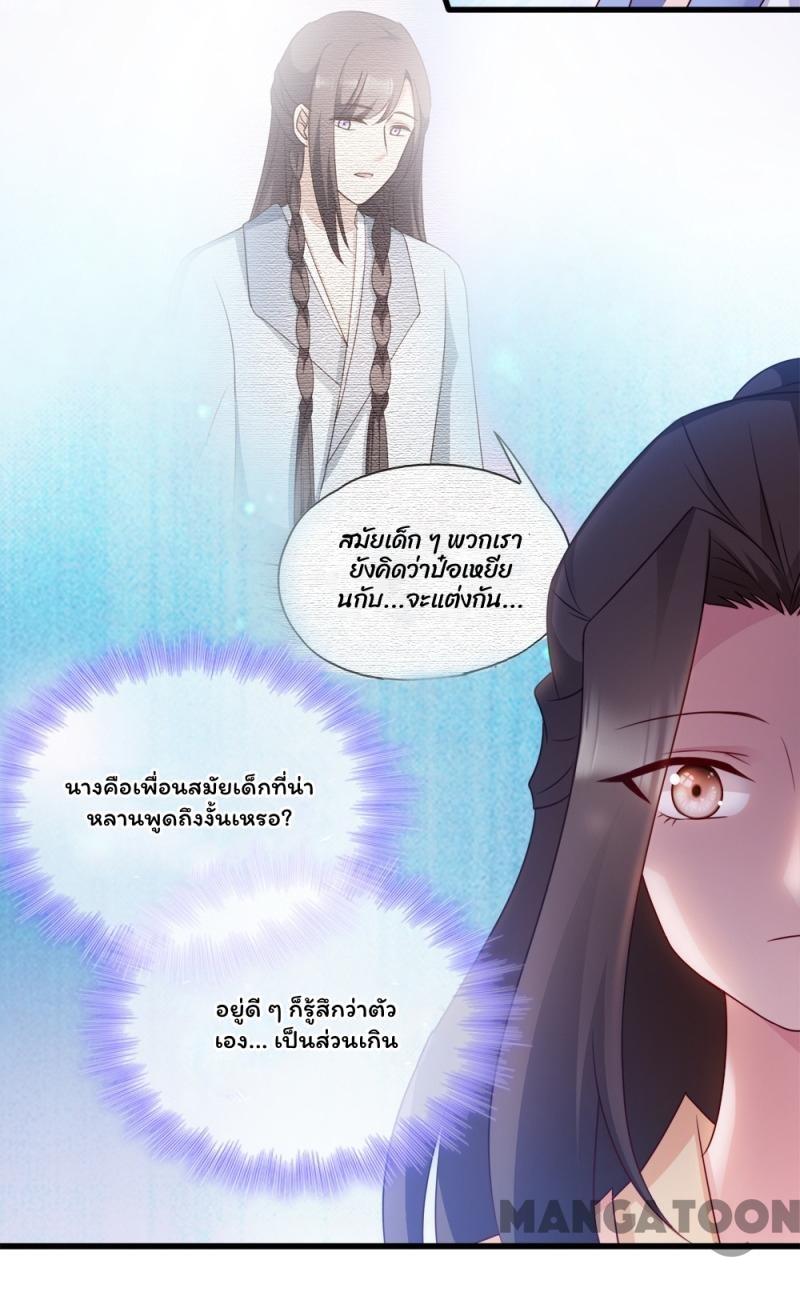 สมัยเด็ก ๆ พวกเรา
ยังคิดว่าป๋อเหยีย
นกับ...จะแต่งกัน...
นางคือเพื่อนสมัยเด็กที่น่า
หลานพูดถึงงั้นเหรอ?
อยู่ดี ๆ ก็รู้สึกว่าตัว
เอง... เป็นส่วนเกิน
MANGATOON